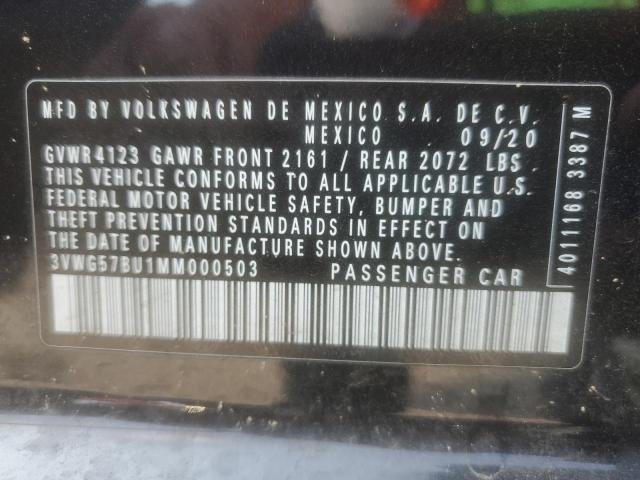 MFD BY VOLKSWAGEN DE MEXICO S.A. DE C.V.
MEXICO 09/20
GVWR 4123 GAWR FRONT 2161 / REAR 2072 LBS.
THIS VEHICLE CONFORMS TO ALL APPLICABLE U.S.
FEDERAL MOTOR VEHICLE SAFETY, BUMPER AND
THEFT PREVENTION STANDARDS IN EFFECT ON
THE DATE OF MANUFACTURE SHOWN ABOVE.
3VWG57BU1MM000503 PASSENGER CAR
4011168 3387 M